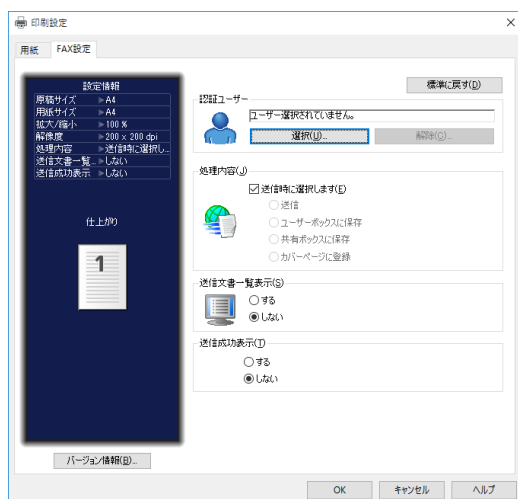 印刷設定
用紙 FAX設定
設定情報
原稿サイズ ▶A4
用紙サイズ ▶A4
拡大/縮小 ▶100 %
解像度 ▶200 x 200 dpi
処理内容 ▶送信時に選択し..
送信文書一覧.. ▶しない
送信成功表示 ▶しない
仕上がり
1
バージョン情報(B)...
標準に戻す(D)
認証ユーザー
ユーザー選択されていません。
選択(U)... 解除(C)...
処理内容(J)
送信時に選択します(E)
送信
ユーザーボックスに保存
共有ボックスに保存
カバーページに登録
送信文書一覧表示(S)
する
しない
送信成功表示(T)
する
しない
OK キャンセル ヘルプ